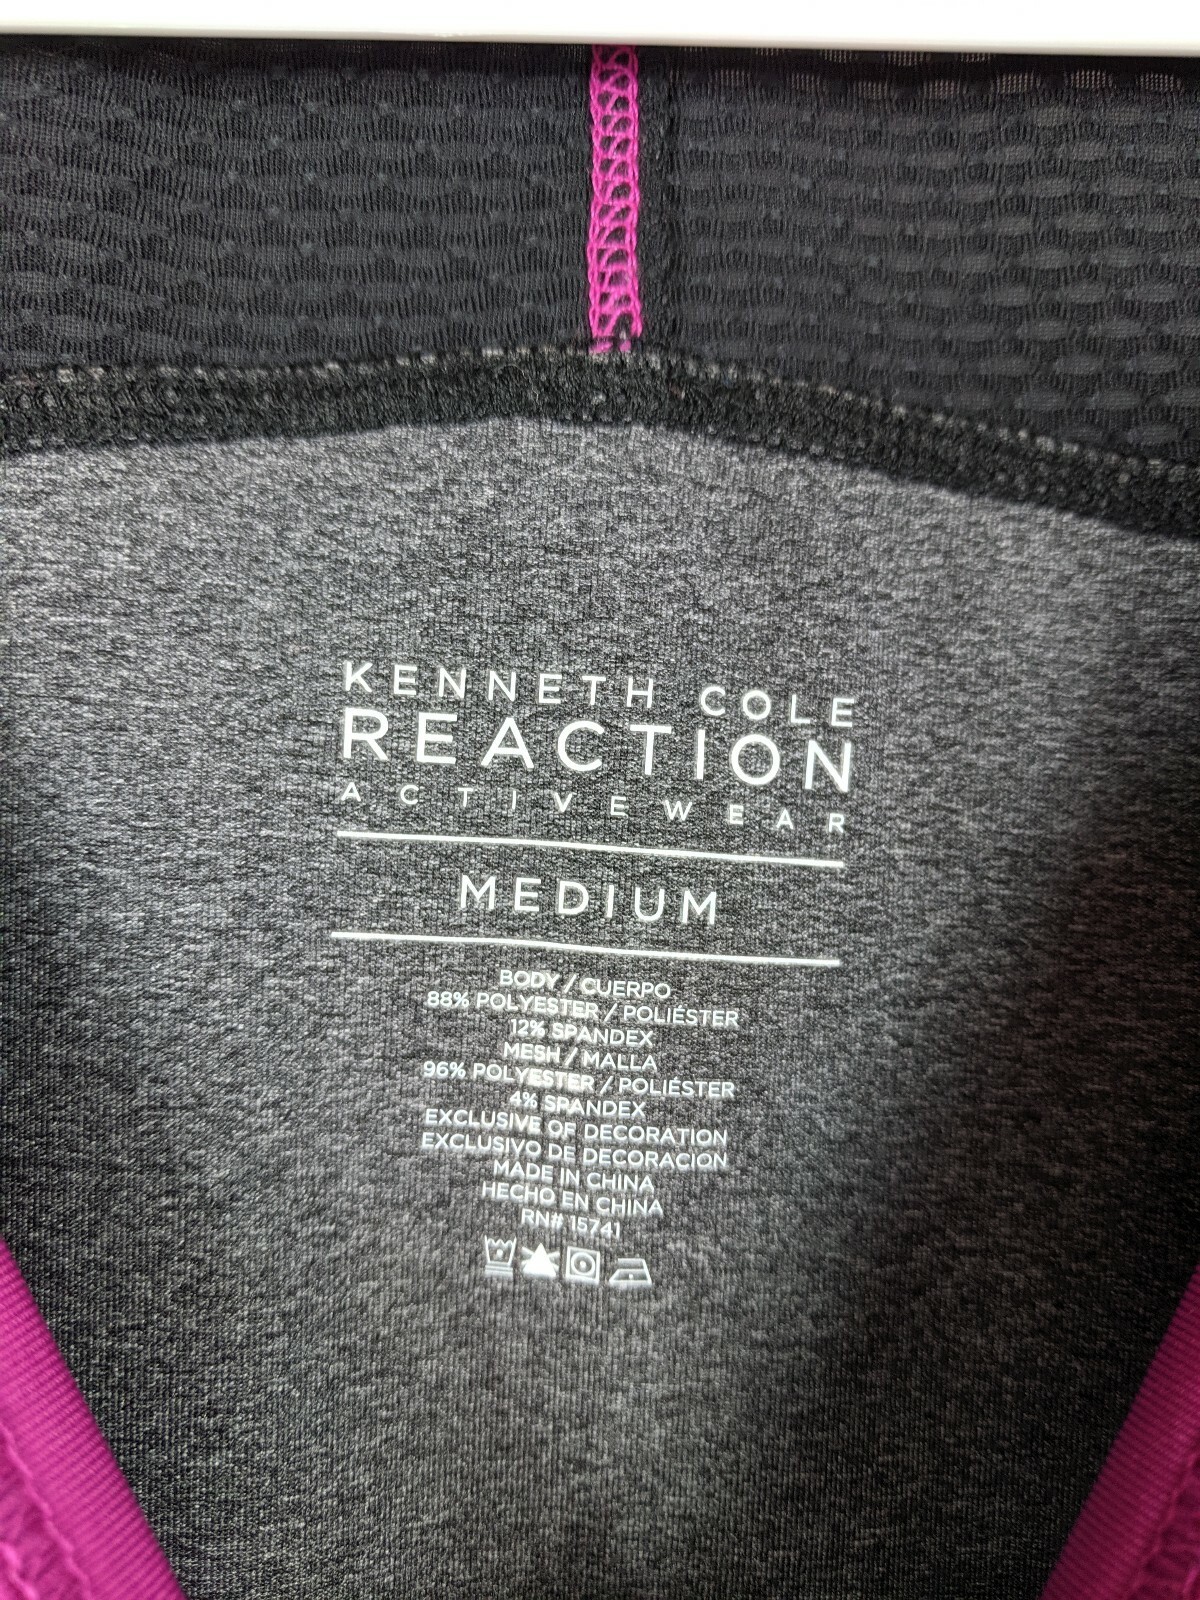 KENNETH COLE
REACTION
ACTIVEWEAR
MEDIUM
BODY / CUERPO
88% POLYESTER / POLIÉSTER
12% SPANDEX
MESH / MALLA
96% POLYESTER / POLIÉSTER
4% SPANDEX
EXCLUSIVE OF DECORATION
EXCLUSIVO DE DECORACION
MADE IN CHINA
HECHO EN CHINA
RN# 15741